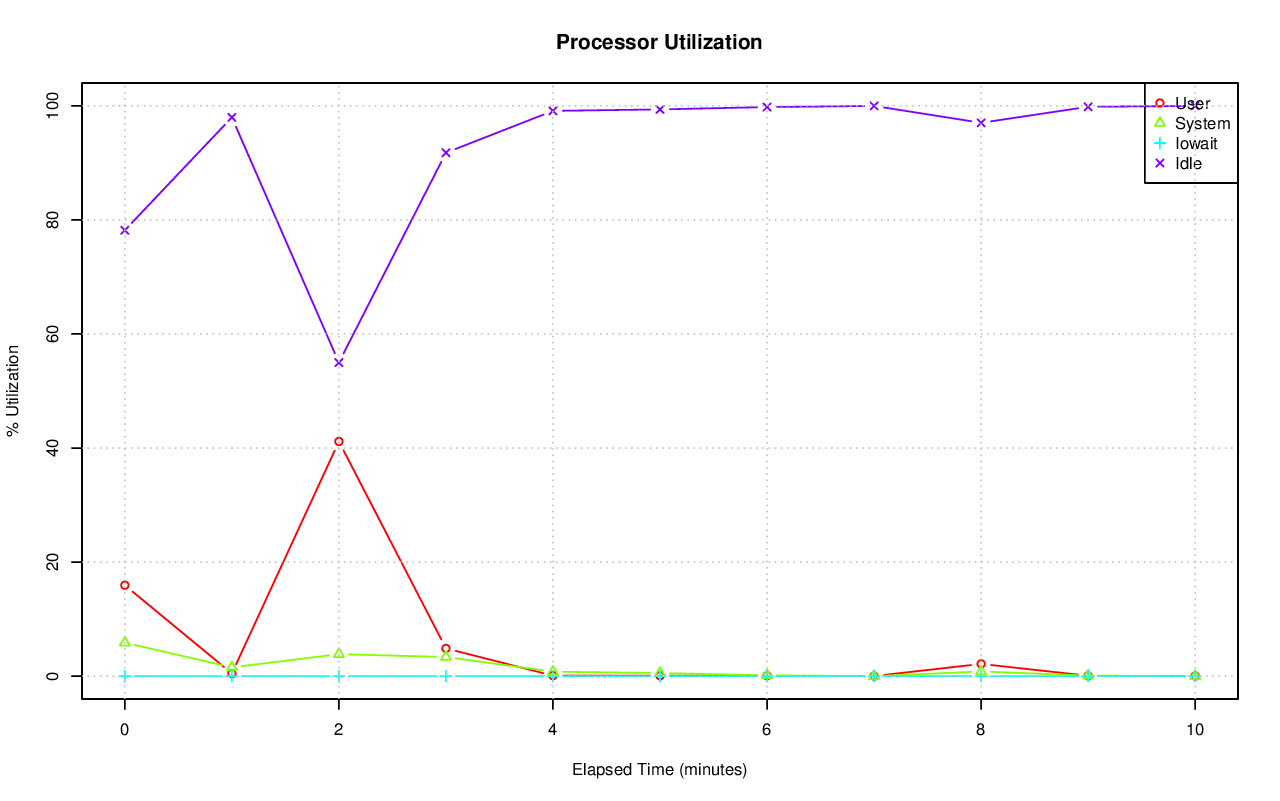 Processor Utilization
% Utilization
100
80
60
40
20
0
User
System
Iowait
Idle
0 2 4 6 8 10
Elapsed Time (minutes)